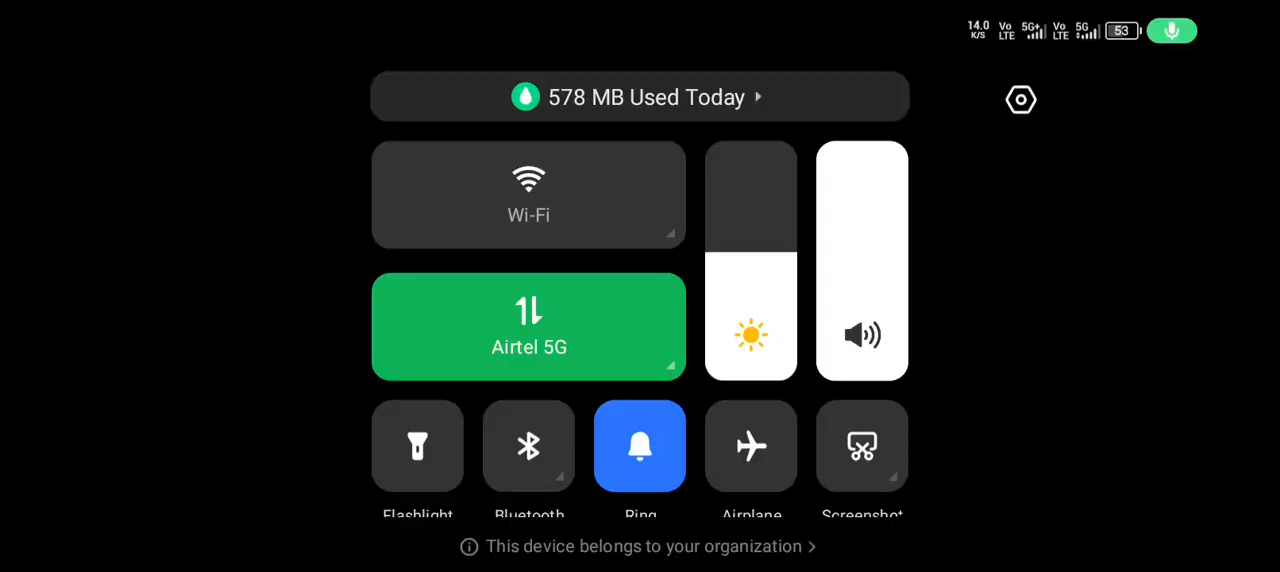 14.0
K/S
Vo
LTE
5G+
Vo
LTE
5G
53
578 MB Used Today
Wi-Fi
Airtel 5G
Flashlight
Bluetooth
Ring
Airplane
Screenshot
This device belongs to your organization